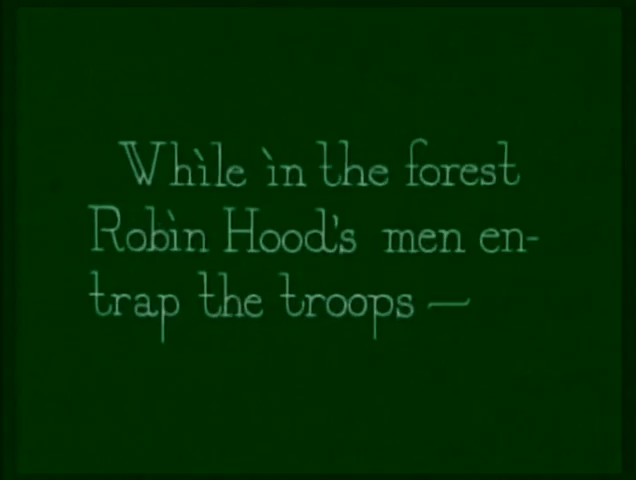 While in the forest
Robin Hood's men en-
trap the troops —